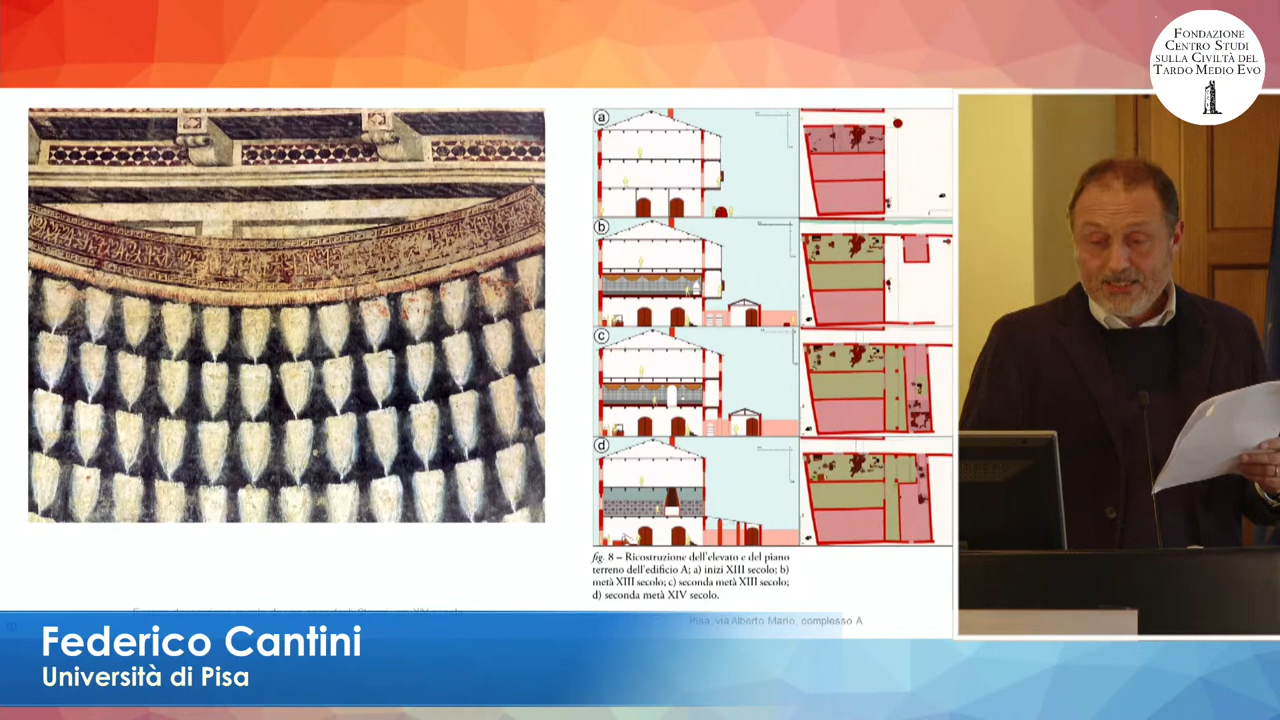 FONDAZIONE
CENTRO STUDI
SULLA CIVILTÀ DEL
TARDO MEDIO EVO
a
b
c
d
fig. 8 – Ricostruzione dell'elevato e del piano
terreno dell'edificio A; a) inizi XIII secolo; b)
metà XIII secolo; c) seconda metà XIII secolo;
d) seconda metà XIV secolo.
Pisa, via Alberto Mario, complesso A
Federico Cantini
Università di Pisa